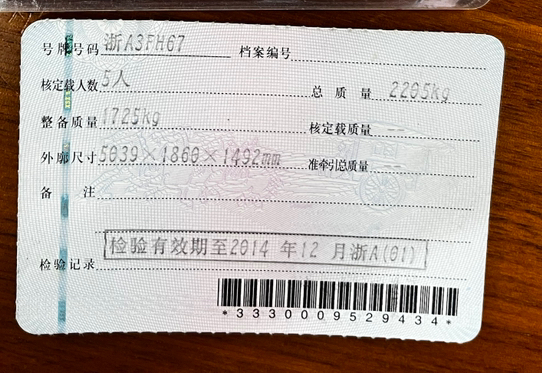 号牌号码 浙A3FH67 档案编号
核定载人数 5人 总质量 2205kg
整备质量 1725kg 核定载质量 --
外廓尺寸 5039×1860×1492mm 准牵引总质量 --
备注
检验记录 检验有效期至2014年12月浙A(01)
*3330009529434*